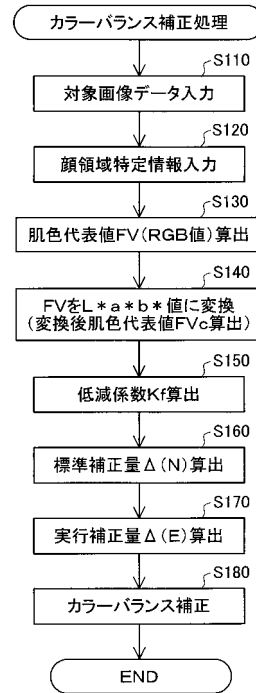 カラーバランス補正処理
S110
対象画像データ入力
S120
顔領域特定情報入力
S130
肌色代表値FV(RGB値)算出
S140
FVをL*a*b*値に変換
(変換後肌色代表値FVc算出)
S150
低減係数Kf算出
S160
標準補正量Δ(N)算出
S170
実行補正量Δ(E)算出
S180
カラーバランス補正
END